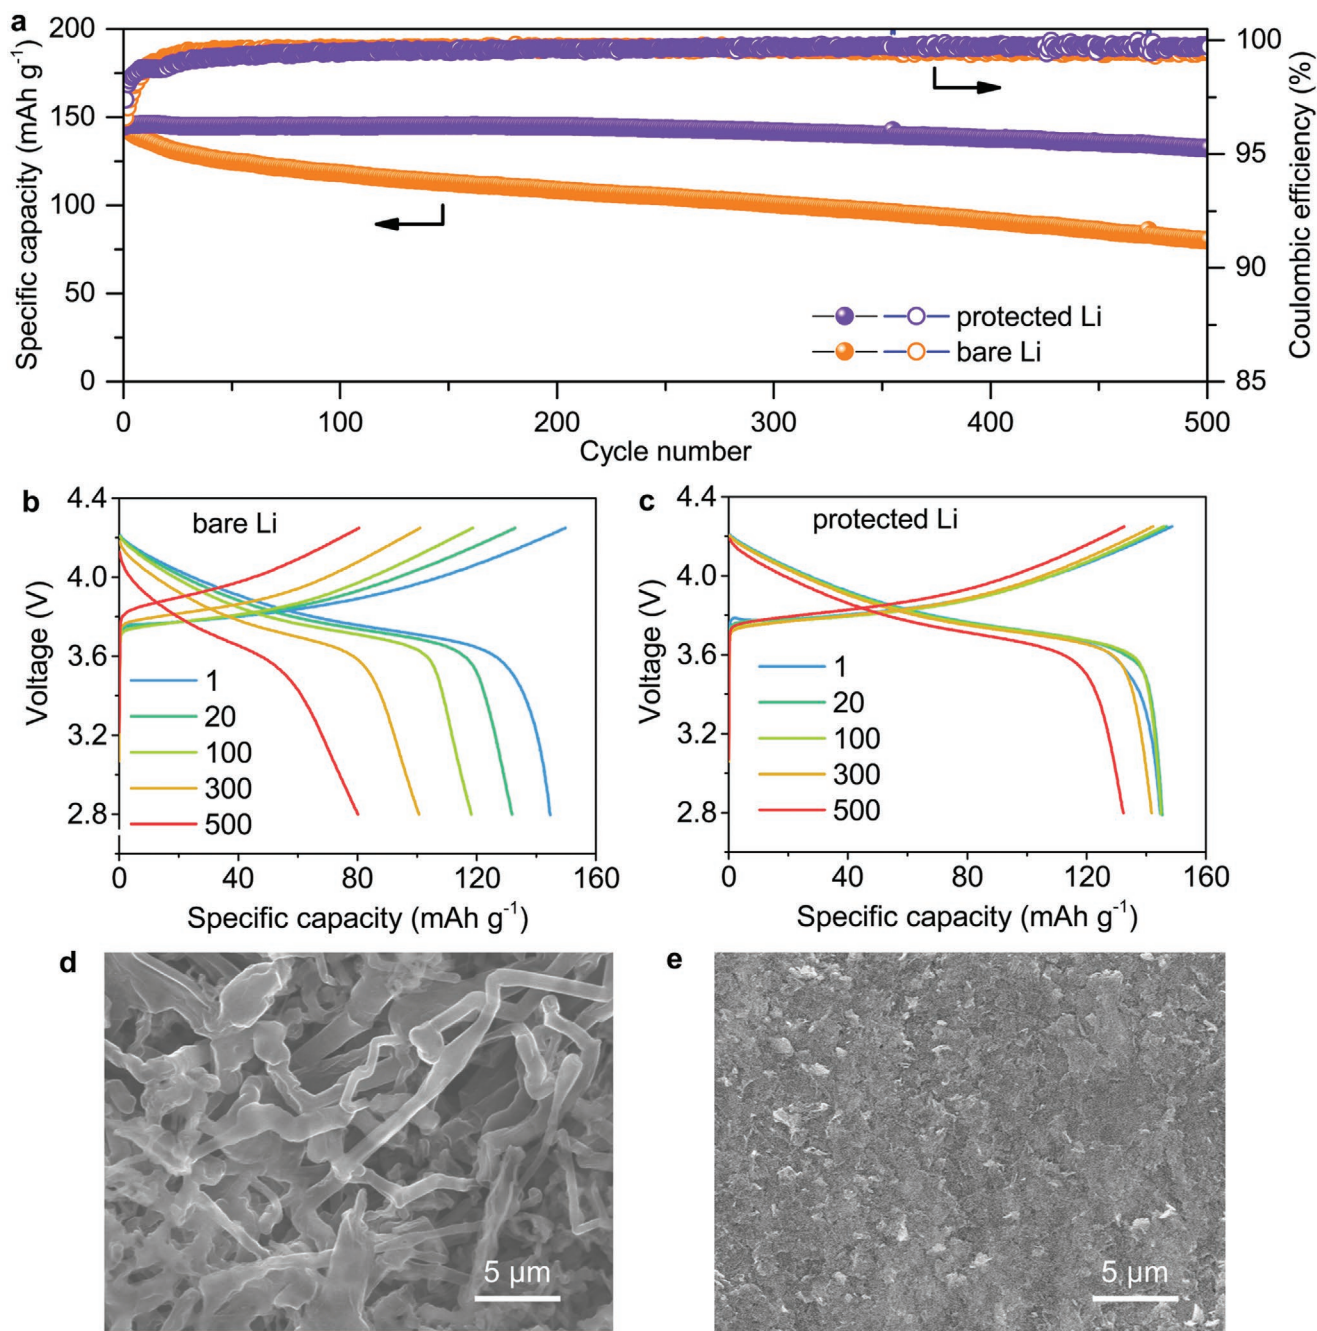 a
200
150
100
50
0
Specific capacity (mAh g⁻¹)
100
95
90
85
Coulombic efficiency (%)
protected Li
bare Li
0 100 200 300 400 500
Cycle number
b
4.4
4.0
3.6
3.2
2.8
Voltage (V)
bare Li
1
20
100
300
500
0 40 80 120 160
Specific capacity (mAh g⁻¹)
c
4.4
4.0
3.6
3.2
2.8
Voltage (V)
protected Li
1
20
100
300
500
0 40 80 120 160
Specific capacity (mAh g⁻¹)
d
5 μm
e
5 μm